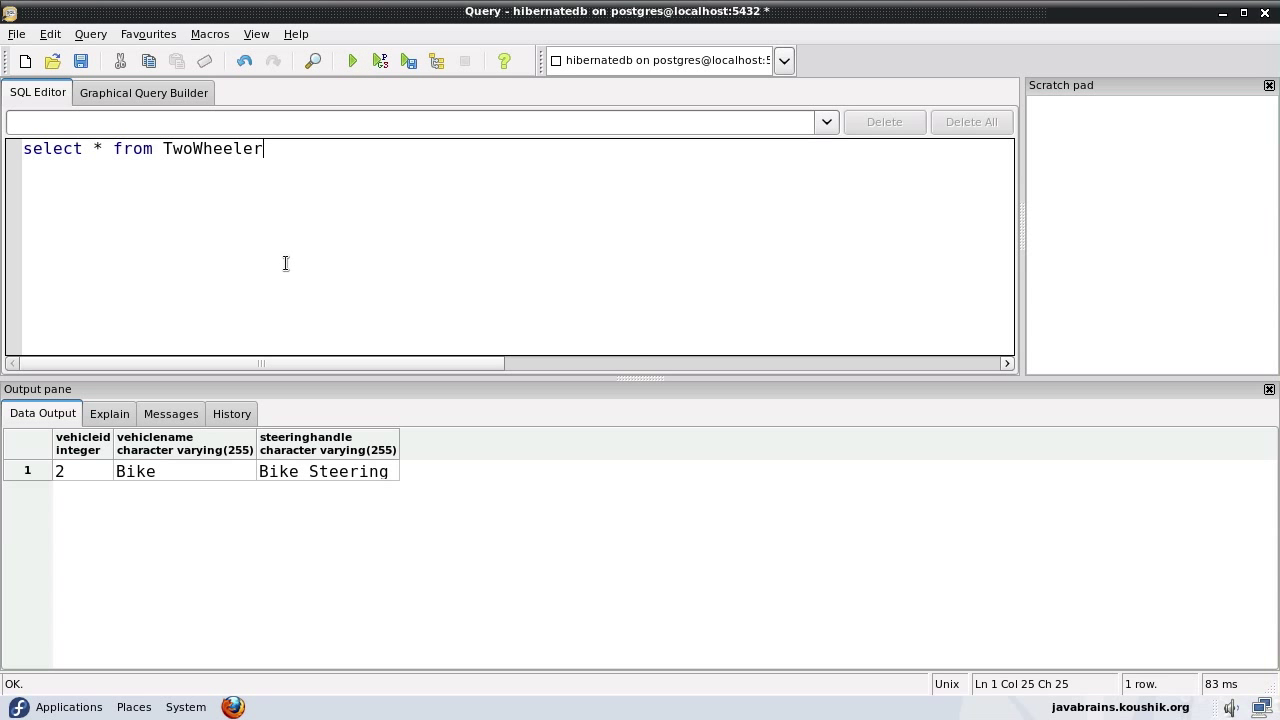 Query - hibernatedb on postgres@localhost:5432 *
File Edit Query Favourites Macros View Help
hibernatedb on postgres@localhost:5
SQL Editor Graphical Query Builder
Scratch pad
Delete Delete All
select * from TwoWheeler
Output pane
Data Output Explain Messages History
vehicleid vehiclename steeringhandle
integer character varying(255) character varying(255)
1 2 Bike Bike Steering
OK. Unix Ln 1 Col 25 Ch 25 1 row. 83 ms
Applications Places System javabrains.koushik.org